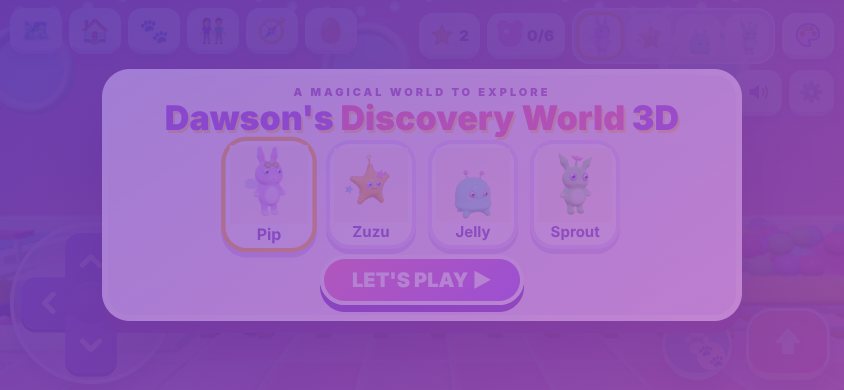 2
0/6
A MAGICAL WORLD TO EXPLORE
Dawson's Discovery World 3D
Pip
Zuzu
Jelly
Sprout
LET'S PLAY ▶